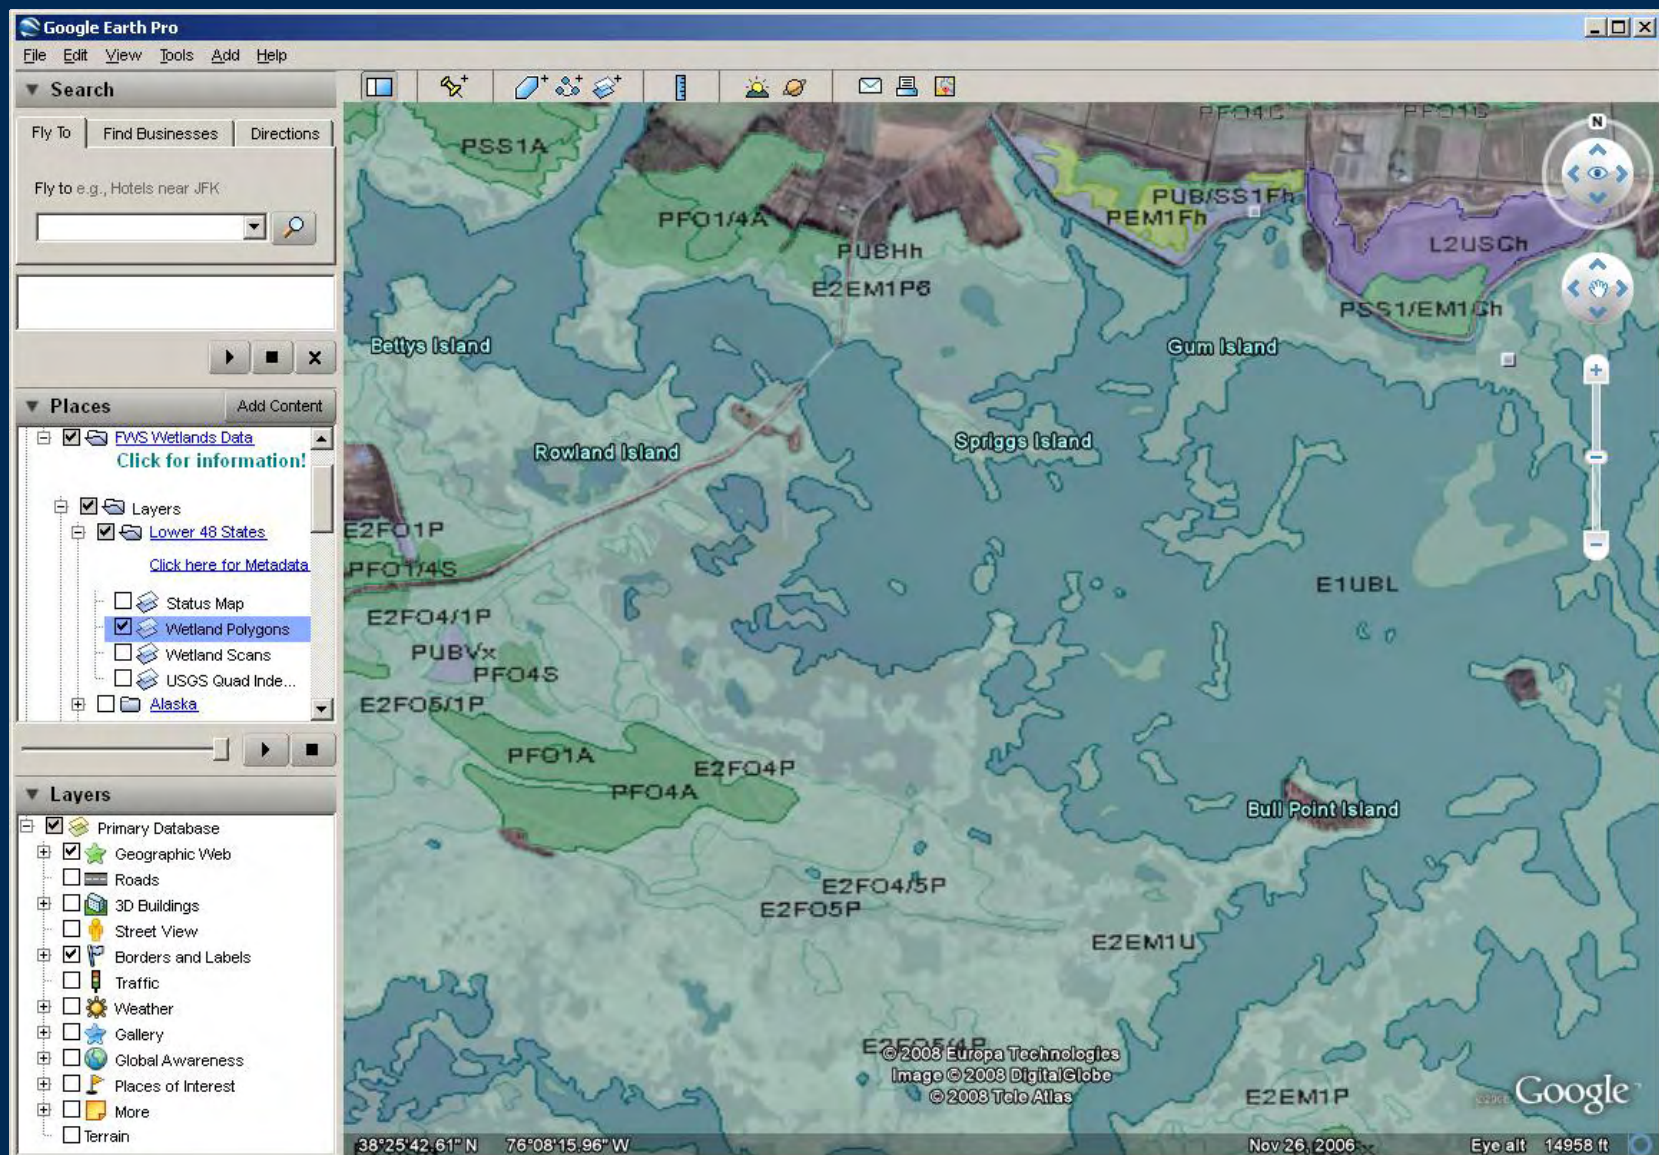 Google Earth Pro
File Edit View Tools Add Help
Search
Fly To Find Businesses Directions
Fly to e.g., Hotels near JFK
Places Add Content
FWS Wetlands Data
Click for information!
Layers
Lower 48 States
Click here for Metadata
Status Map
Wetland Polygons
Wetland Scans
USGS Quad Inde...
Alaska
Layers
Primary Database
Geographic Web
Roads
3D Buildings
Street View
Borders and Labels
Traffic
Weather
Gallery
Global Awareness
Places of Interest
More
Terrain
PFO4C PFO1C
N
PSS1A
PUB/SS1Fh
PFO1/4A PEM1Fh
PUBHh L2USCh
E2EM1P6
PSS1/EM1Ch
Bettys Island Gum Island
Rowland Island Spriggs Island
E2FO1P
PFO1/4S
E1UBL
E2FO4/1P
PUBVx
PFO4S
E2FO5/1P
PFO1A E2FO4P
PFO4A
Bull Point Island
E2FO4/5P
E2FO5P
E2EM1U
E2FO5/4P
© 2008 Europa Technologies
Image © 2008 DigitalGlobe
© 2008 Tele Atlas
E2EM1P
Google
38°25'42.61" N 76°08'15.96" W Nov 26, 2006 Eye alt 14958 ft